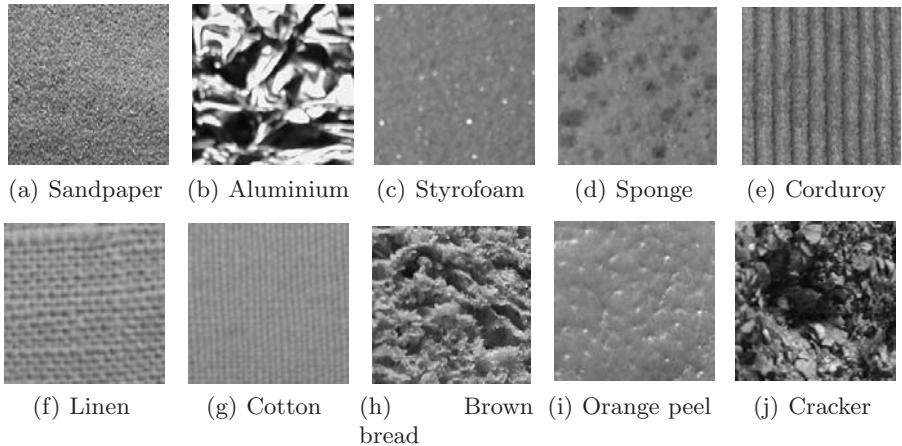 (a) Sandpaper
(b) Aluminium
(c) Styrofoam
(d) Sponge
(e) Corduroy
(f) Linen
(g) Cotton
(h) Brown
bread
(i) Orange peel
(j) Cracker